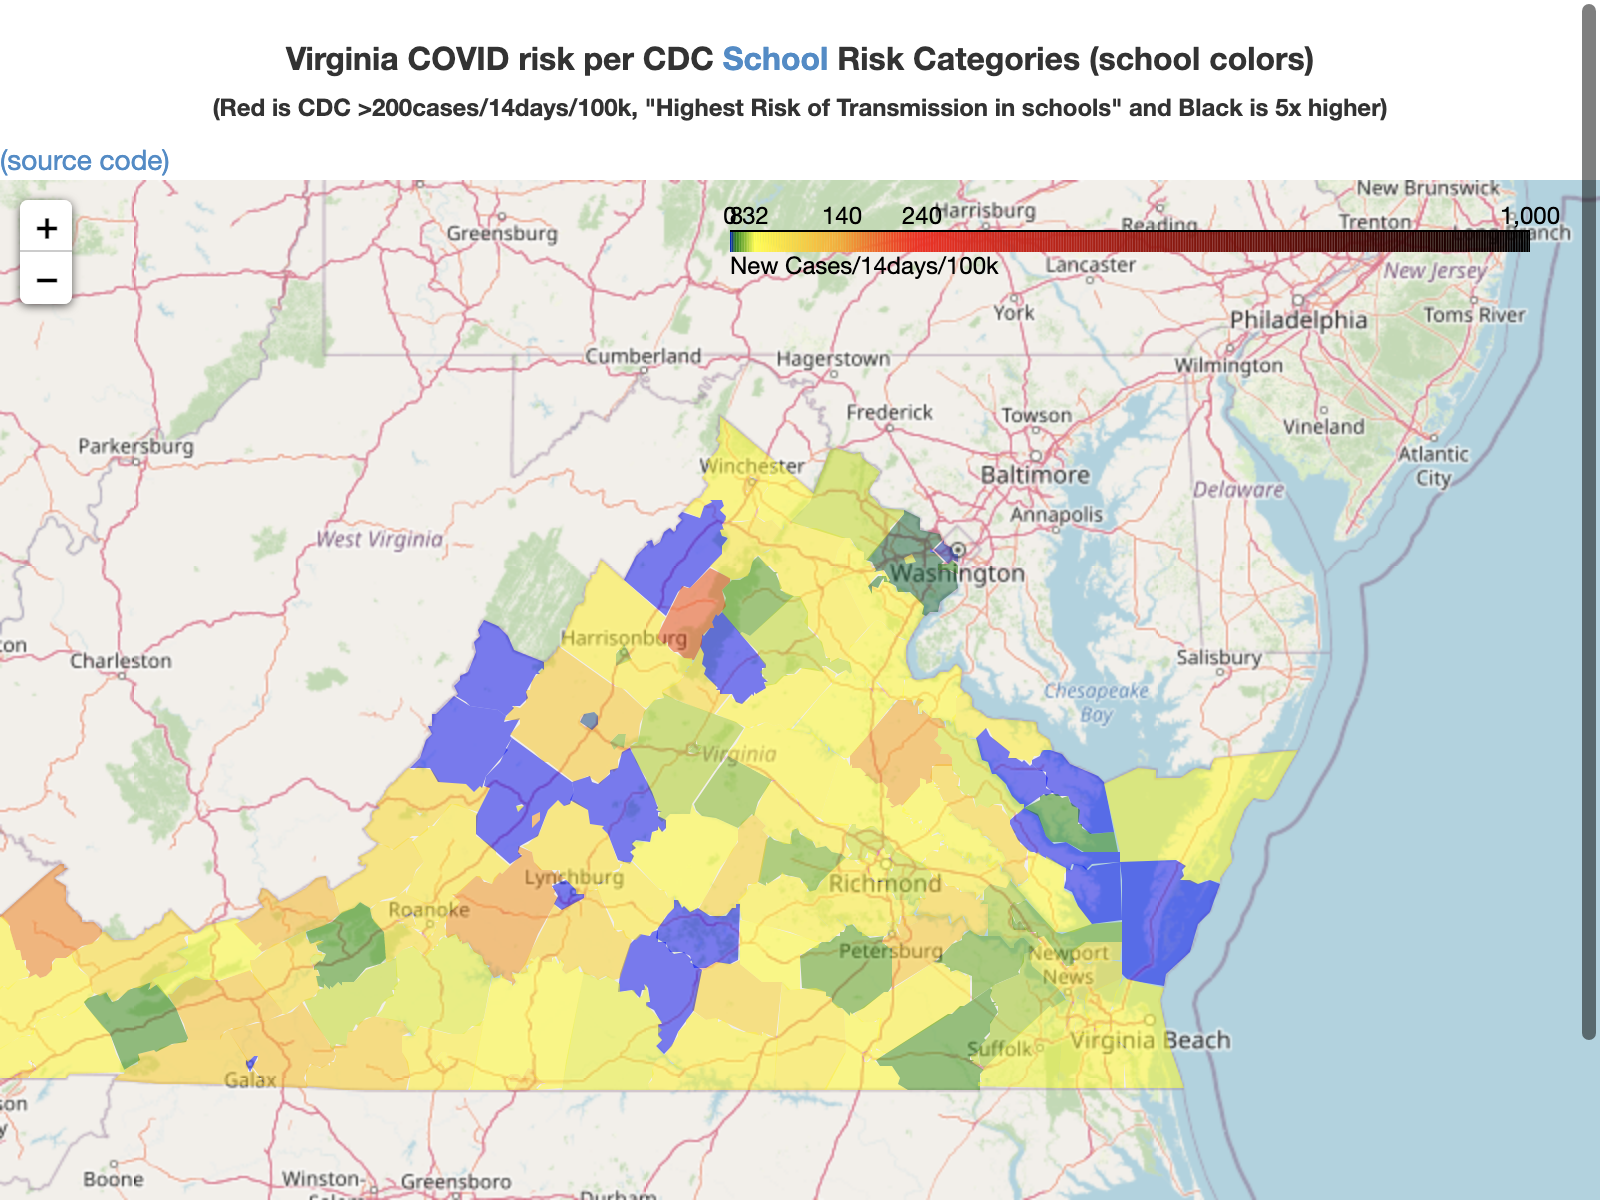 Virginia COVID risk per CDC School Risk Categories (school colors)
(Red is CDC >200cases/14days/100k, "Highest Risk of Transmission in schools" and Black is 5x higher)
(source code)
+
−
0 8 32 140 240 1,000
New Cases/14days/100k
New Brunswick
Harrisburg
Reading
Trenton
Long Branch
Greensburg
Lancaster
New Jersey
York
Philadelphia
Toms River
Cumberland
Hagerstown
Wilmington
Frederick
Towson
Vineland
Parkersburg
Winchester
Baltimore
Atlantic
City
Delaware
Annapolis
West Virginia
Washington
Harrisonburg
ton
Charleston
Salisbury
Chesapeake
Bay
Virginia
Lynchburg
Richmond
Roanoke
Petersburg
Newport
News
Virginia Beach
Suffolk
Galax
son
y
Boone
Winston-
Salem
Greensboro
Durham